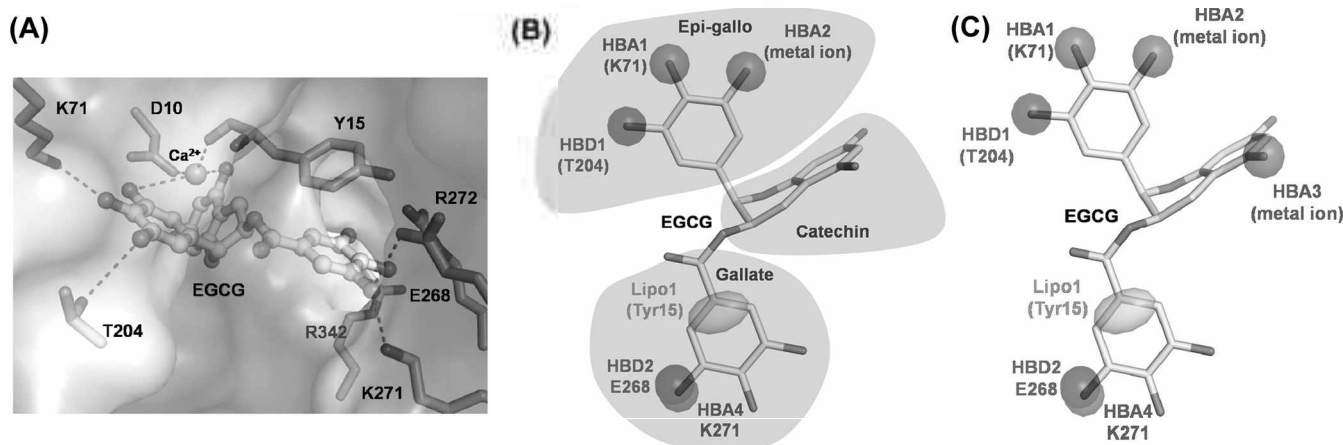 (A)
K71
D10
Ca²⁺
Y15
R272
EGCG
E268
R342
T204
K271
(B)
Epi-gallo
HBA1
(K71)
HBA2
(metal ion)
HBD1
(T204)
EGCG
Catechin
Gallate
Lipo1
(Tyr15)
HBD2
E268
HBA4
K271
(C)
HBA1
(K71)
HBA2
(metal ion)
HBD1
(T204)
HBA3
(metal ion)
EGCG
Lipo1
(Tyr15)
HBD2
E268
HBA4
K271